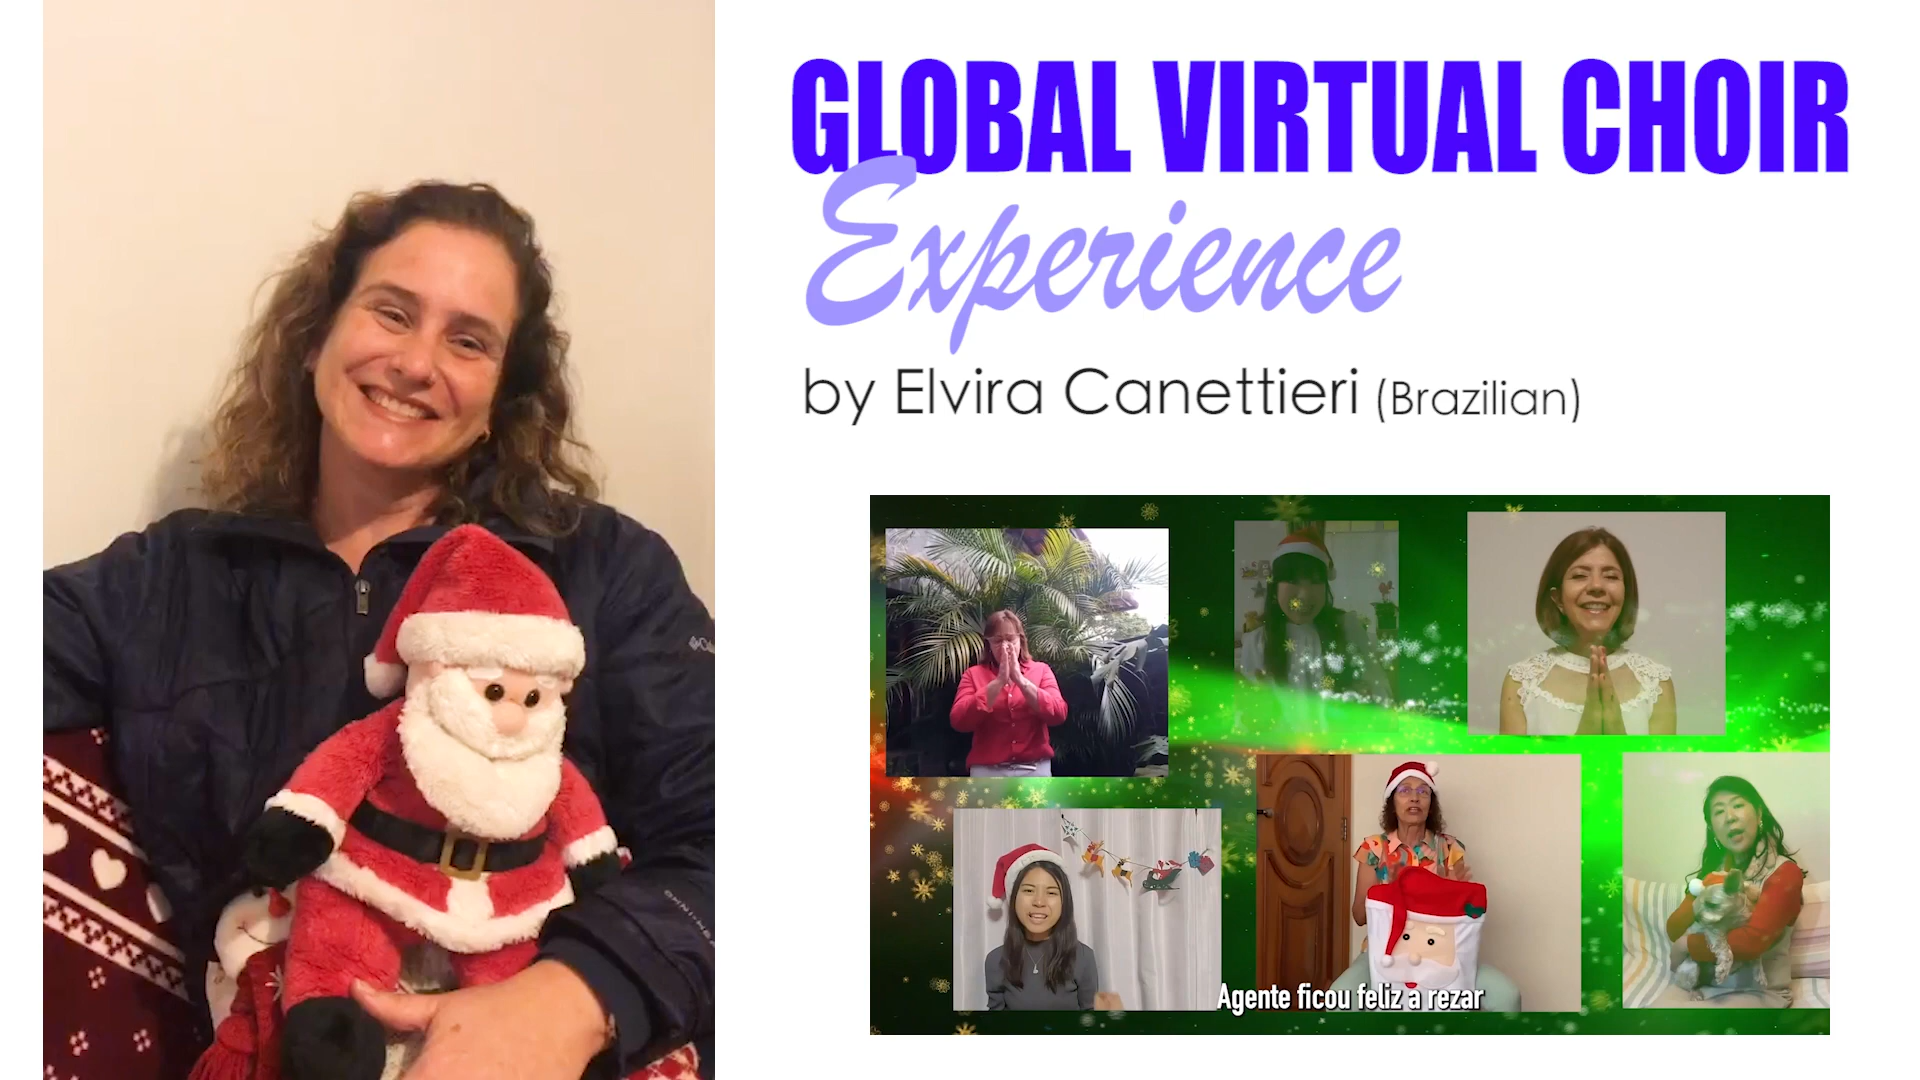 GLOBAL VIRTUAL CHOIR
Experience
by Elvira Canettieri (Brazilian)
Agente ficou feliz a rezar